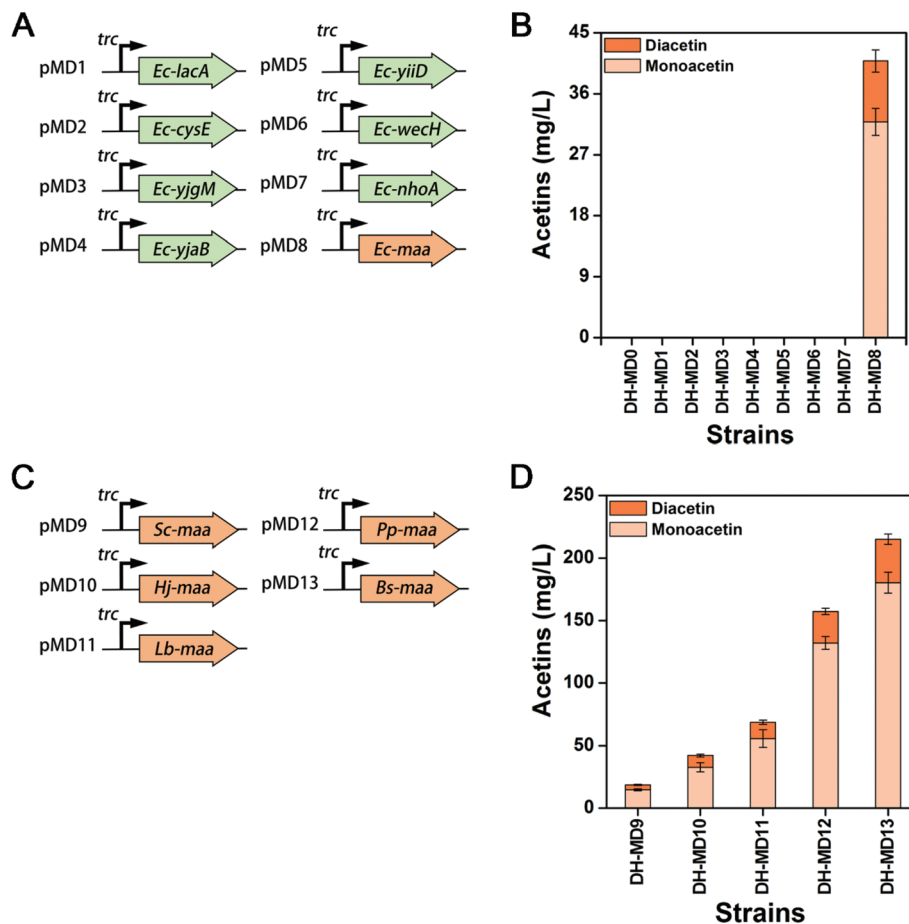 A
trc
pMD1
Ec-lacA
trc
pMD5
Ec-yiiD
trc
pMD2
Ec-cysE
trc
pMD6
Ec-wecH
trc
pMD3
Ec-yjgM
trc
pMD7
Ec-nhoA
trc
pMD4
Ec-yjaB
trc
pMD8
Ec-maa
B
45
36
27
18
9
0
Acetins (mg/L)
Diacetin
Monoacetin
DH-MD0
DH-MD1
DH-MD2
DH-MD3
DH-MD4
DH-MD5
DH-MD6
DH-MD7
DH-MD8
Strains
C
trc
pMD9
Sc-maa
trc
pMD12
Pp-maa
trc
pMD10
Hj-maa
trc
pMD13
Bs-maa
trc
pMD11
Lb-maa
D
250
200
150
100
50
0
Acetins (mg/L)
Diacetin
Monoacetin
DH-MD9
DH-MD10
DH-MD11
DH-MD12
DH-MD13
Strains